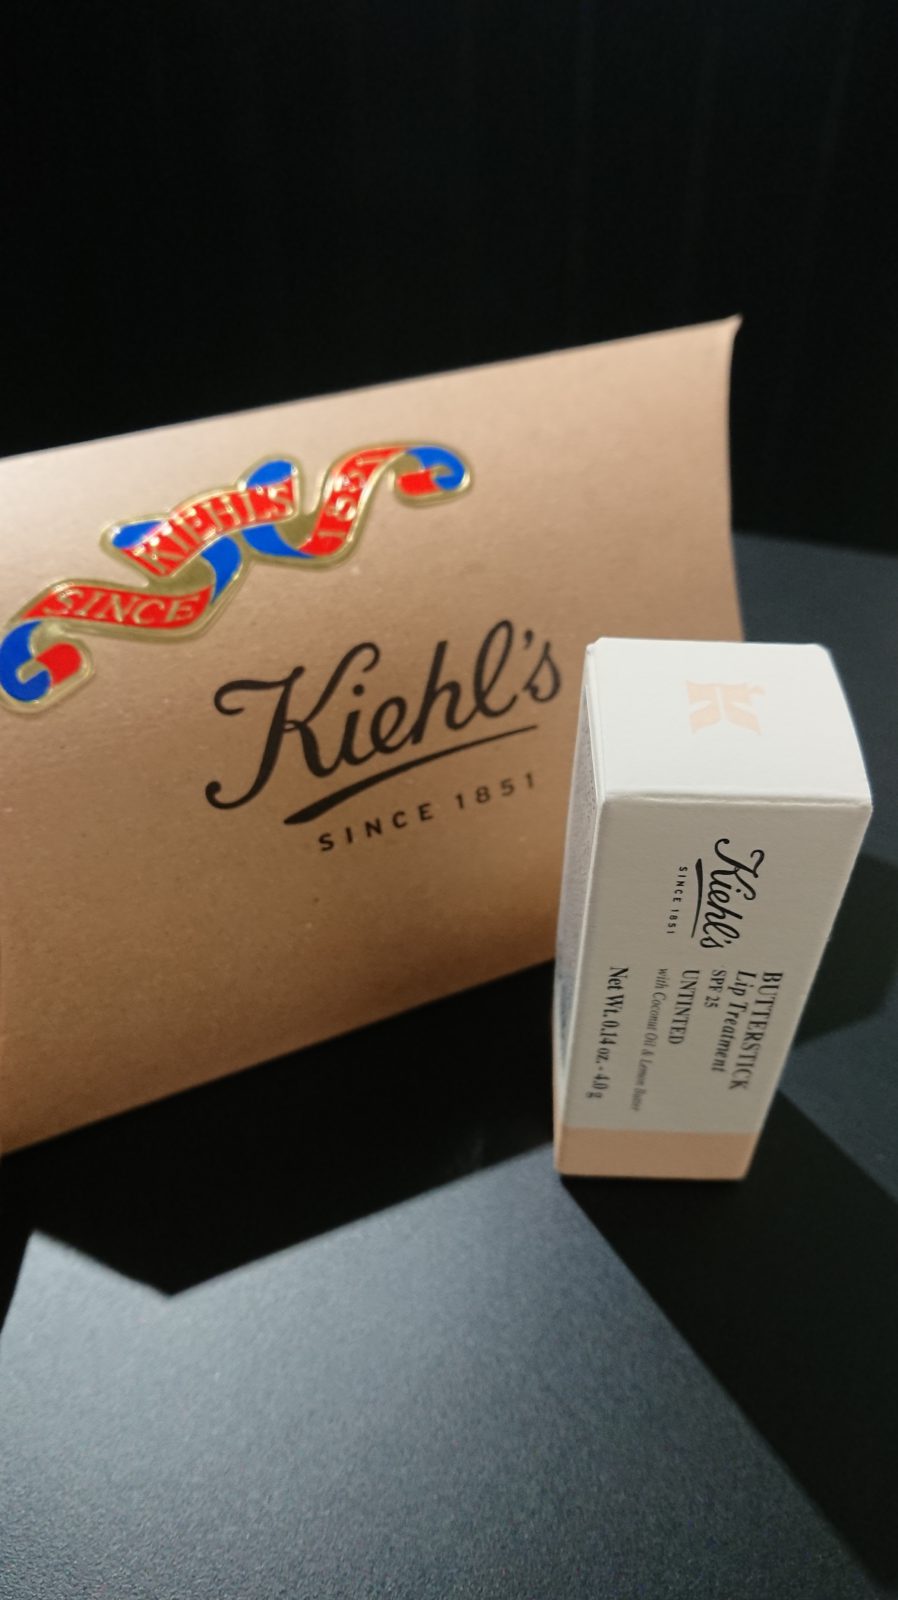 KIEHL'S
SINCE 1851
Kiehl's
SINCE 1851
K
Kiehl's
SINCE 1851
BUTTERSTICK
Lip Treatment
SPF 25
UNTINTED
with Coconut Oil & Lemon Butter
Net Wt. 0.14 oz. - 4.0 g